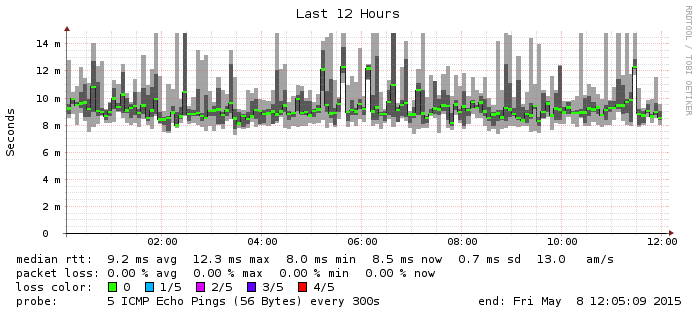 Last 12 Hours
RRDTOOL / TOBI OETIKER
Seconds
14 m
12 m
10 m
8 m
6 m
4 m
2 m
0
02:00 04:00 06:00 08:00 10:00 12:00
median rtt: 9.2 ms avg 12.3 ms max 8.0 ms min 8.5 ms now 0.7 ms sd 13.0 am/s
packet loss: 0.00 % avg 0.00 % max 0.00 % min 0.00 % now
loss color: 0 1/5 2/5 3/5 4/5
probe: 5 ICMP Echo Pings (56 Bytes) every 300s end: Fri May 8 12:05:09 2015